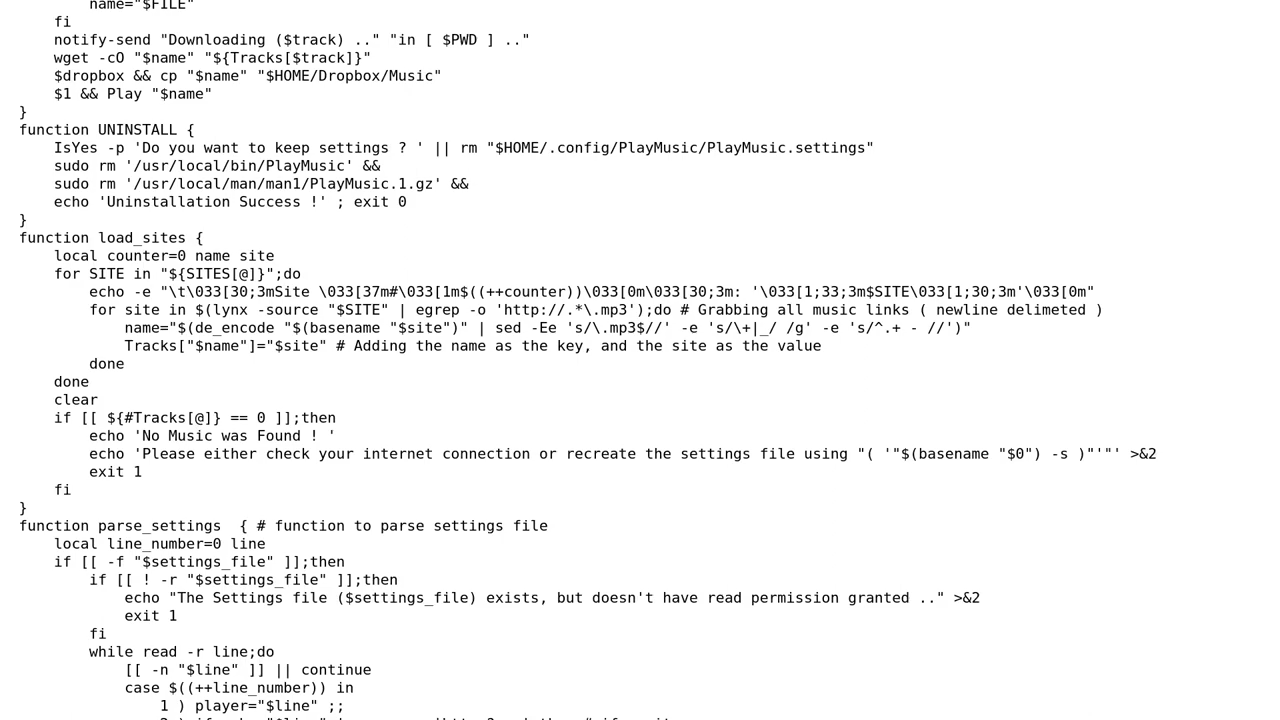 name="$FILE"
fi
notify-send "Downloading ($track) .." "in [ $PWD ] .."
wget -cO "$name" "${Tracks[$track]}"
$dropbox && cp "$name" "$HOME/Dropbox/Music"
$1 && Play "$name"
}
function UNINSTALL {
IsYes -p 'Do you want to keep settings ? ' || rm "$HOME/.config/PlayMusic/PlayMusic.settings"
sudo rm '/usr/local/bin/PlayMusic' &&
sudo rm '/usr/local/man/man1/PlayMusic.1.gz' &&
echo 'Uninstallation Success !' ; exit 0
}
function load_sites {
local counter=0 name site
for SITE in "${SITES[@]}";do
echo -e "\t\033[30;3mSite \033[37m#\033[1m$((++counter))\033[0m\033[30;3m: '\033[1;33;3m$SITE\033[1;30;3m'\033[0m"
for site in $(lynx -source "$SITE" | egrep -o 'http://.*\.mp3');do # Grabbing all music links ( newline delimeted )
name="$(de_encode "$(basename "$site")" | sed -Ee 's/\.mp3$//' -e 's/\+|_/ /g' -e 's/^.+ - //')"
Tracks["$name"]="$site" # Adding the name as the key, and the site as the value
done
done
clear
if [[ ${#Tracks[@]} == 0 ]];then
echo 'No Music was Found ! '
echo 'Please either check your internet connection or recreate the settings file using "( '"$(basename "$0") -s )"'"' >&2
exit 1
fi
}
function parse_settings  { # function to parse settings file
local line_number=0 line
if [[ -f "$settings_file" ]];then
if [[ ! -r "$settings_file" ]];then
echo "The Settings file ($settings_file) exists, but doesn't have read permission granted .." >&2
exit 1
fi
while read -r line;do
[[ -n "$line" ]] || continue
case $((++line_number)) in
1 ) player="$line" ;;